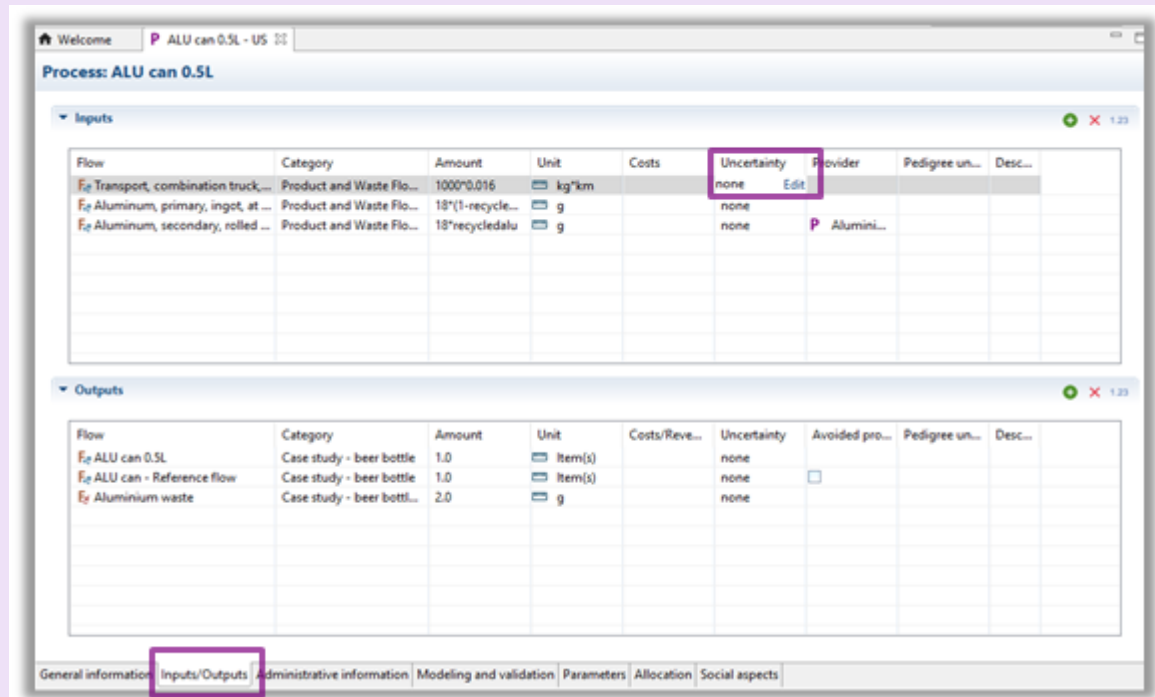 Welcome P ALU can 0.5L - US
Process: ALU can 0.5L
Inputs 1.23
Flow Category Amount Unit Costs Uncertainty Provider Pedigree un... Desc...
Transport, combination truck,... Product and Waste Flo... 1000*0.016 kg*km none Edit
Aluminum, primary, ingot, at ... Product and Waste Flo... 18*(1-recycle... g none
Aluminum, secondary, rolled ... Product and Waste Flo... 18*recycledalu g none P Alumini...
Outputs 1.23
Flow Category Amount Unit Costs/Reve... Uncertainty Avoided pro... Pedigree un... Desc...
ALU can 0.5L Case study - beer bottle 1.0 Item(s) none
ALU can - Reference flow Case study - beer bottle 1.0 Item(s) none
Aluminium waste Case study - beer bottl... 2.0 g none
General information Inputs/Outputs Administrative information Modeling and validation Parameters Allocation Social aspects